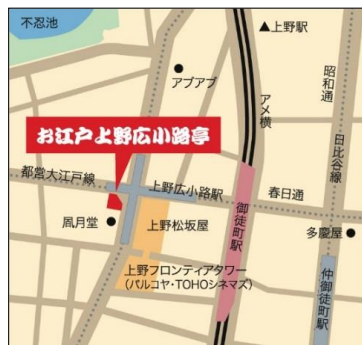 不忍池
▲上野駅
アブアブ
アメ横
昭和通
日比谷線
お江戸上野広小路亭
都営大江戸線
上野広小路駅
春日通
風月堂
上野松坂屋
御徒町駅
多慶屋
上野フロンティアタワー
(パルコヤ・TOHOシネマズ)
仲御徒町駅